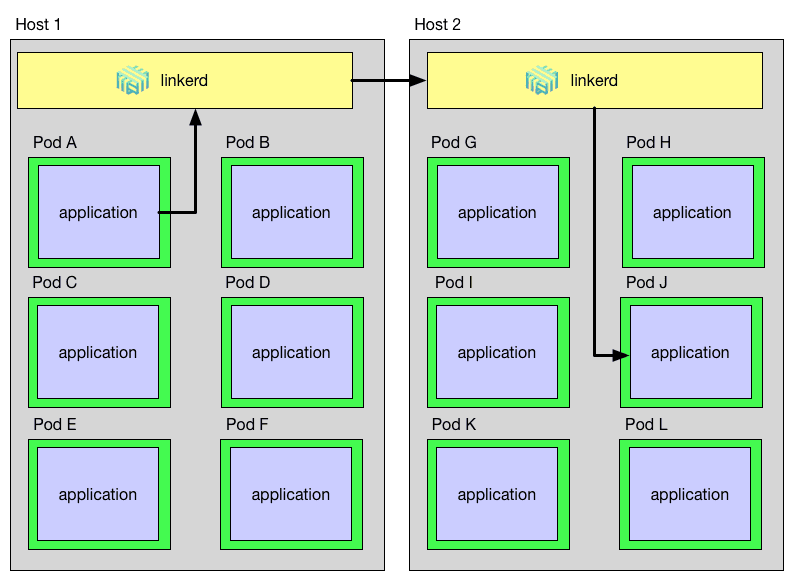 Host 1
Host 2
linkerd
linkerd
Pod A
Pod B
Pod G
Pod H
application
application
application
application
Pod C
Pod D
Pod I
Pod J
application
application
application
application
Pod E
Pod F
Pod K
Pod L
application
application
application
application